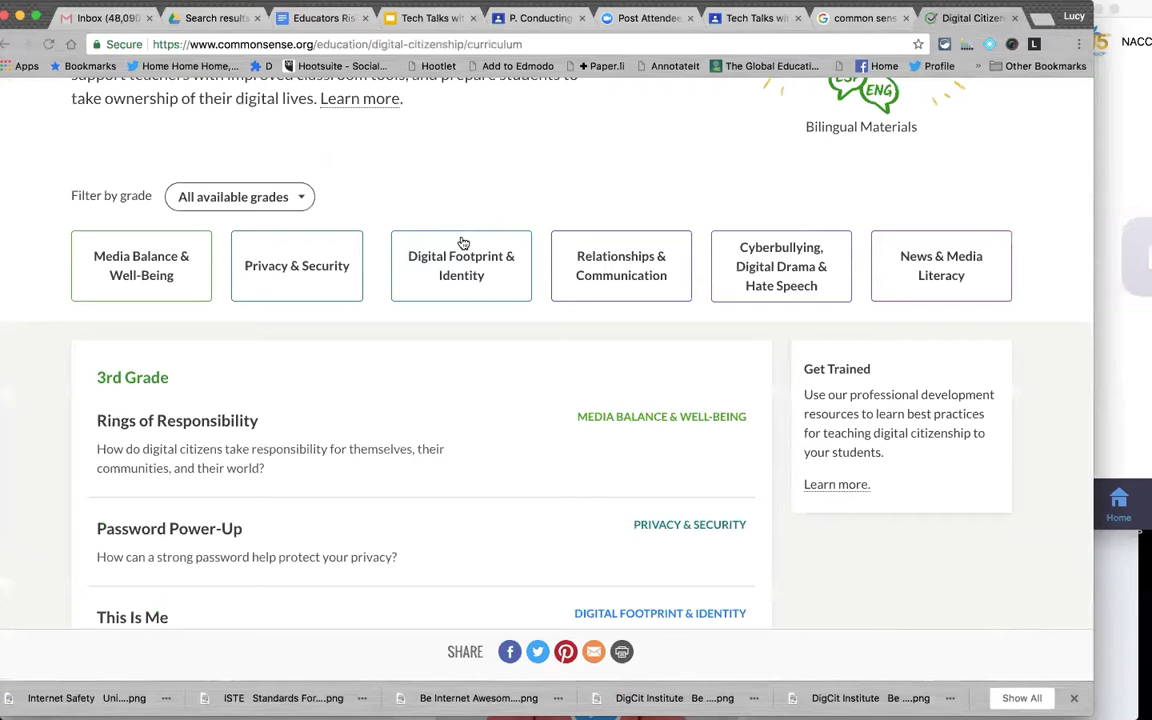 Inbox (48,090
Search results
Educators Ris
Tech Talks wit
P. Conducting
Post Attendee
Tech Talks wit
common sens
Digital Citizen
Lucy
Secure https://www.commonsense.org/education/digital-citizenship/curriculum
NACC
Apps Bookmarks Home Home Home,... D Hootsuite - Social... Hootlet Add to Edmodo + Paper.li AnnotateIt The Global Educati... Home Profile » Other Bookmarks
take ownership of their digital lives. Learn more.
ESP ENG
Bilingual Materials
Filter by grade All available grades
Media Balance &
Well-Being
Privacy & Security
Digital Footprint &
Identity
Relationships &
Communication
Cyberbullying,
Digital Drama &
Hate Speech
News & Media
Literacy
3rd Grade
Rings of Responsibility
MEDIA BALANCE & WELL-BEING
How do digital citizens take responsibility for themselves, their
communities, and their world?
Password Power-Up
PRIVACY & SECURITY
How can a strong password help protect your privacy?
This Is Me
DIGITAL FOOTPRINT & IDENTITY
Get Trained
Use our professional development
resources to learn best practices
for teaching digital citizenship to
your students.
Learn more.
Home
SHARE
Internet Safety Uni....png
ISTE Standards For....png
Be Internet Awesom....png
DigCit Institute Be ....png
DigCit Institute Be ....png
Show All